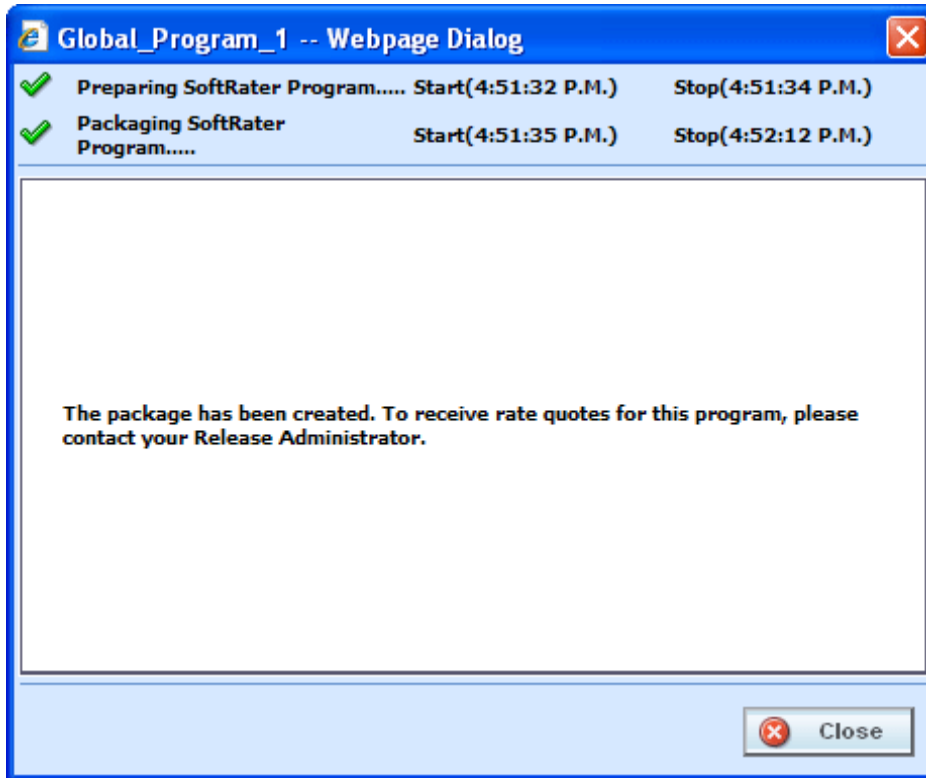 Global_Program_1 -- Webpage Dialog
Preparing SoftRater Program..... Start(4:51:32 P.M.) Stop(4:51:34 P.M.)
Packaging SoftRater
Program..... Start(4:51:35 P.M.) Stop(4:52:12 P.M.)
The package has been created. To receive rate quotes for this program, please
contact your Release Administrator.
Close